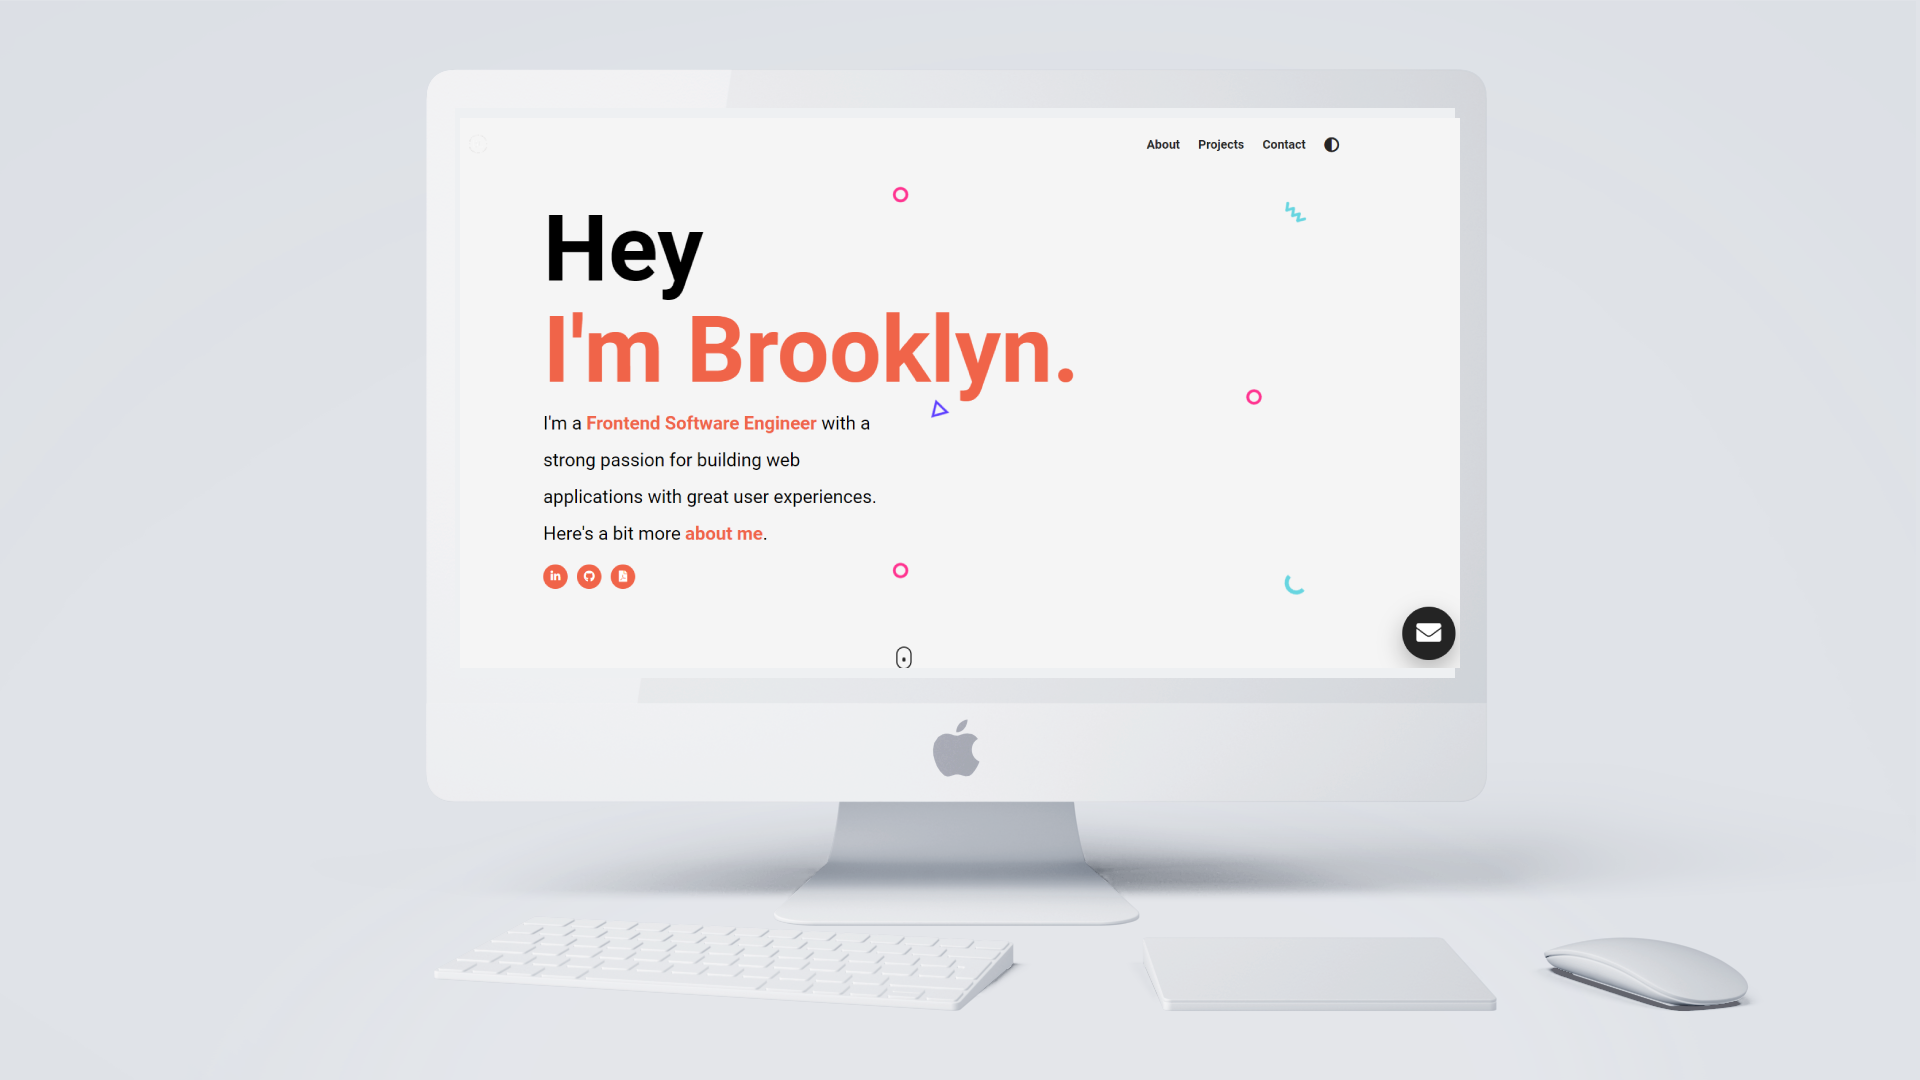 About Projects Contact
Hey
I'm Brooklyn.
I'm a Frontend Software Engineer with a
strong passion for building web
applications with great user experiences.
Here's a bit more about me.
in